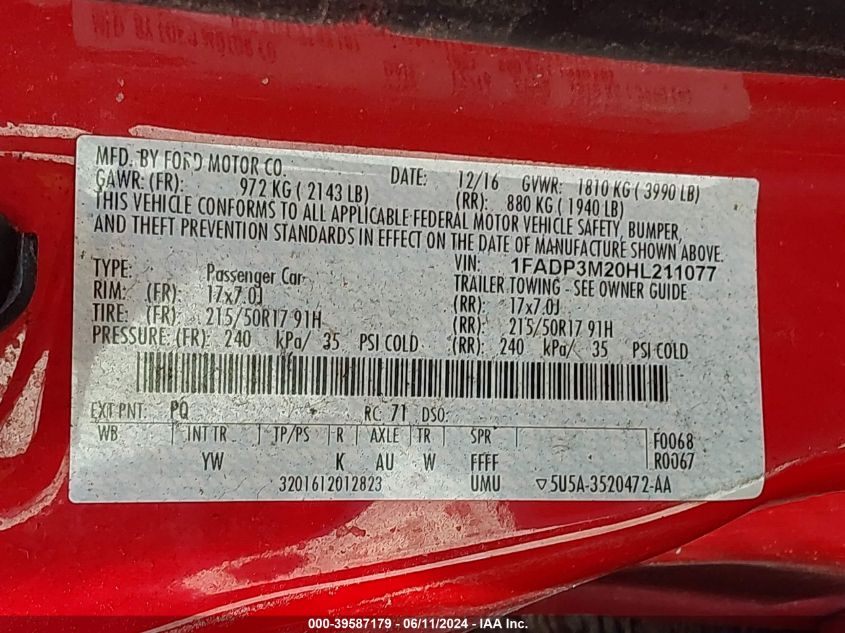 MFD. BY FORD MOTOR CO. DATE: 12/16 GVWR: 1810 KG ( 3990 LB)
GAWR: (FR): 972 KG ( 2143 LB) (RR): 880 KG ( 1940 LB)
THIS VEHICLE CONFORMS TO ALL APPLICABLE FEDERAL MOTOR VEHICLE SAFETY, BUMPER,
AND THEFT PREVENTION STANDARDS IN EFFECT ON THE DATE OF MANUFACTURE SHOWN ABOVE.
VIN: 1FADP3M20HL211077
TYPE: Passenger Car TRAILER TOWING - SEE OWNER GUIDE
RIM: (FR): 17x7.0J (RR): 17x7.0J
TIRE: (FR): 215/50R17 91H (RR): 215/50R17 91H
PRESSURE: (FR): 240 kPa/ 35 PSI COLD (RR): 240 kPa/ 35 PSI COLD
EXT PNT: PQ / RC: 71 DSO:
WB INT TR TP/PS R AXLE TR SPR F0068
YW K AU W FFFF R0067
3201612012823 UMU ▽5U5A-3520472-AA
000-39587179 - 06/11/2024 - IAA Inc.